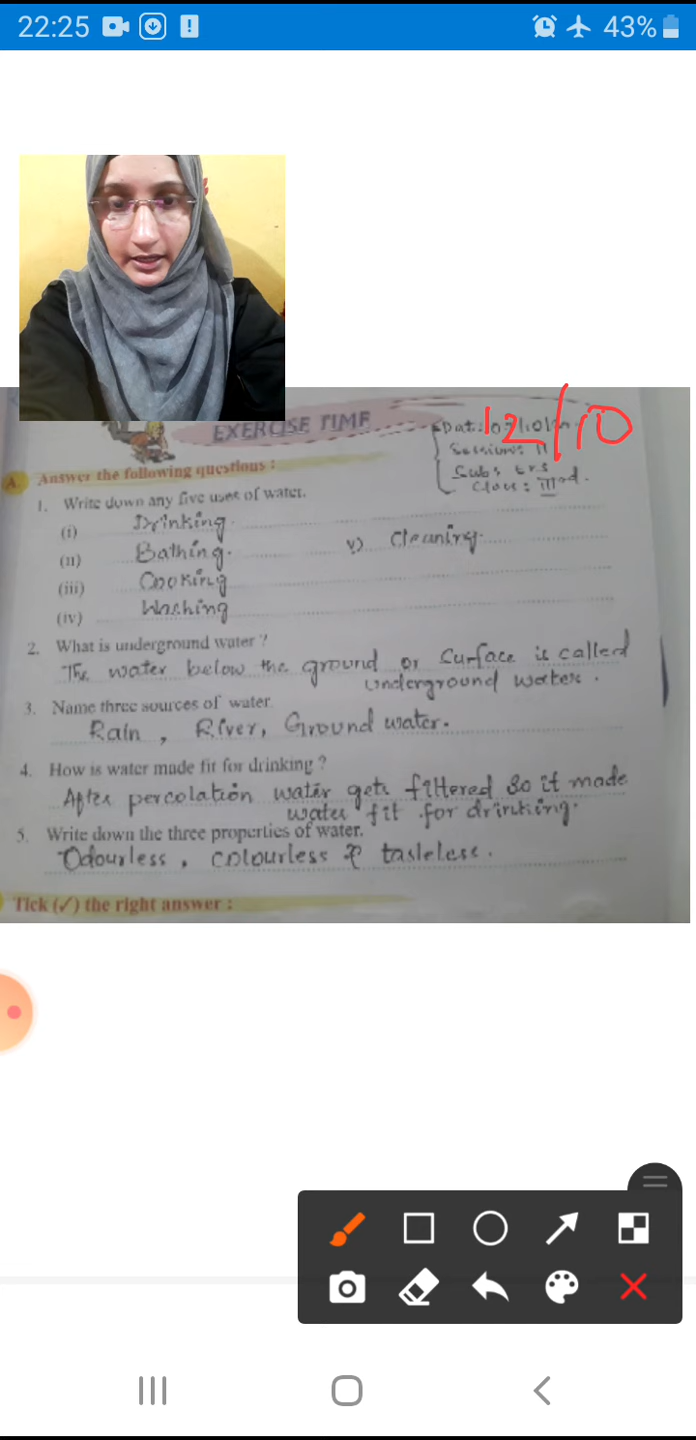 22:25
43%
EXERCISE TIME
12/10
Sub: EVS
Class: IIIrd.
A. Answer the following questions :
1. Write down any five uses of water.
(i) Drinking.
(ii) Bathing. v) Cleaning.
(iii) Cooking
(iv) Washing
2. What is underground water ?
The water below the ground or surface is called
underground water.
3. Name three sources of water.
Rain, River, Ground water.
4. How is water made fit for drinking ?
After percolation water gets filtered so it made
water fit for drinking.
5. Write down the three properties of water.
Odourless, colourless & tasteless.
Tick (✓) the right answer :